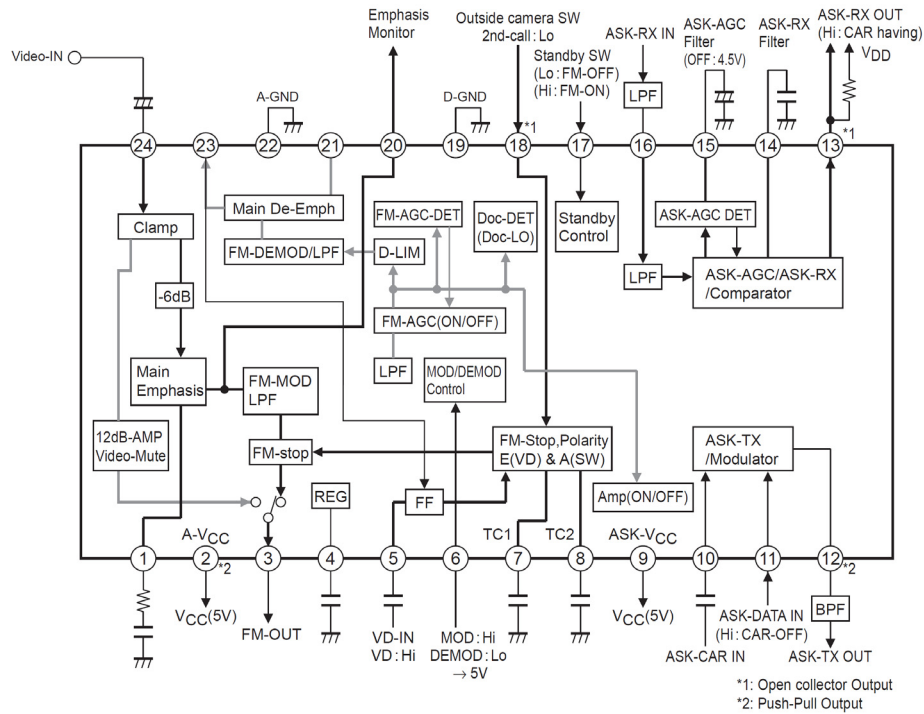 Emphasis
Monitor
Outside camera SW
2nd-call : Lo
Standby SW
(Lo : FM-OFF)
(Hi : FM-ON)
ASK-RX IN
ASK-AGC
Filter
(OFF : 4.5V)
ASK-RX
Filter
ASK-RX OUT
(Hi : CAR having)
VDD
Video-IN
A-GND
D-GND
LPF
*1
*1
24
23
22
21
20
19
18
17
16
15
14
13
Clamp
Main De-Emph
FM-DEMOD/LPF
D-LIM
FM-AGC-DET
Doc-DET
(Doc-LO)
Standby
Control
ASK-AGC DET
LPF
ASK-AGC/ASK-RX
/Comparator
-6dB
FM-AGC(ON/OFF)
LPF
MOD/DEMOD
Control
Main
Emphasis
FM-MOD
LPF
12dB-AMP
Video-Mute
FM-stop
FM-Stop,Polarity
E(VD) & A(SW)
ASK-TX
/Modulator
REG
FF
Amp(ON/OFF)
A-VCC
TC1
TC2
ASK-VCC
1
2
3
4
5
6
7
8
9
10
11
12
*2
*2
VCC(5V)
FM-OUT
VD-IN
VD : Hi
MOD : Hi
DEMOD : Lo
→ 5V
VCC(5V)
ASK-CAR IN
ASK-DATA IN
(Hi : CAR-OFF)
BPF
ASK-TX OUT
*1: Open collector Output
*2: Push-Pull Output